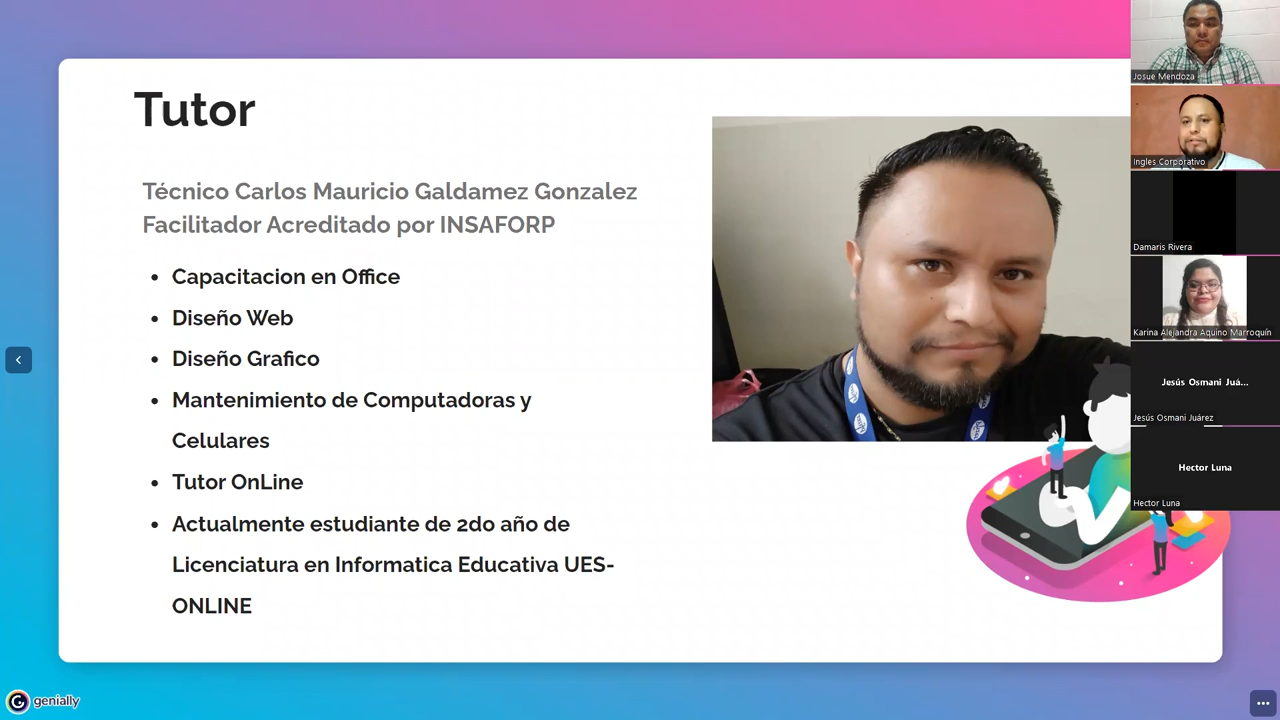 Tutor
Técnico Carlos Mauricio Galdamez Gonzalez
Facilitador Acreditado por INSAFORP
• Capacitacion en Office
• Diseño Web
• Diseño Grafico
• Mantenimiento de Computadoras y
Celulares
• Tutor OnLine
• Actualmente estudiante de 2do año de
Licenciatura en Informatica Educativa UES-
ONLINE
genially
Josue Mendoza
Ingles Corporativo
Damaris Rivera
Karina Alejandra Aquino Marroquín
Jesús Osmani Juá...
Jesús Osmani Juárez
Hector Luna
Hector Luna